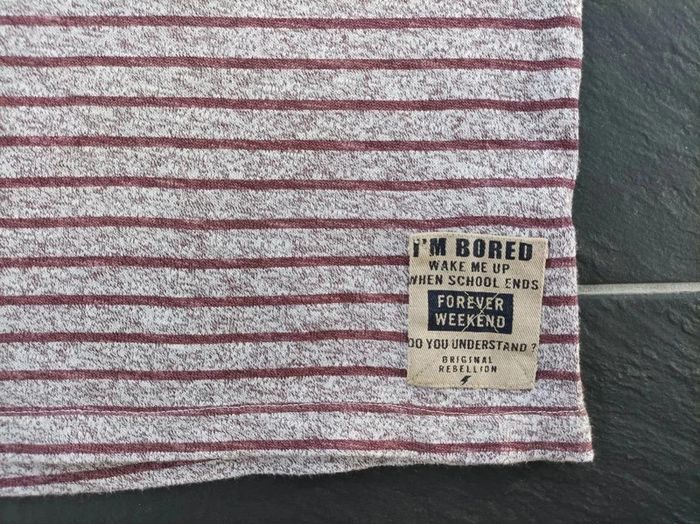 I'M BORED
WAKE ME UP
WHEN SCHOOL ENDS
FOREVER
WEEKEND
DO YOU UNDERSTAND ?
ORIGINAL
REBELLION